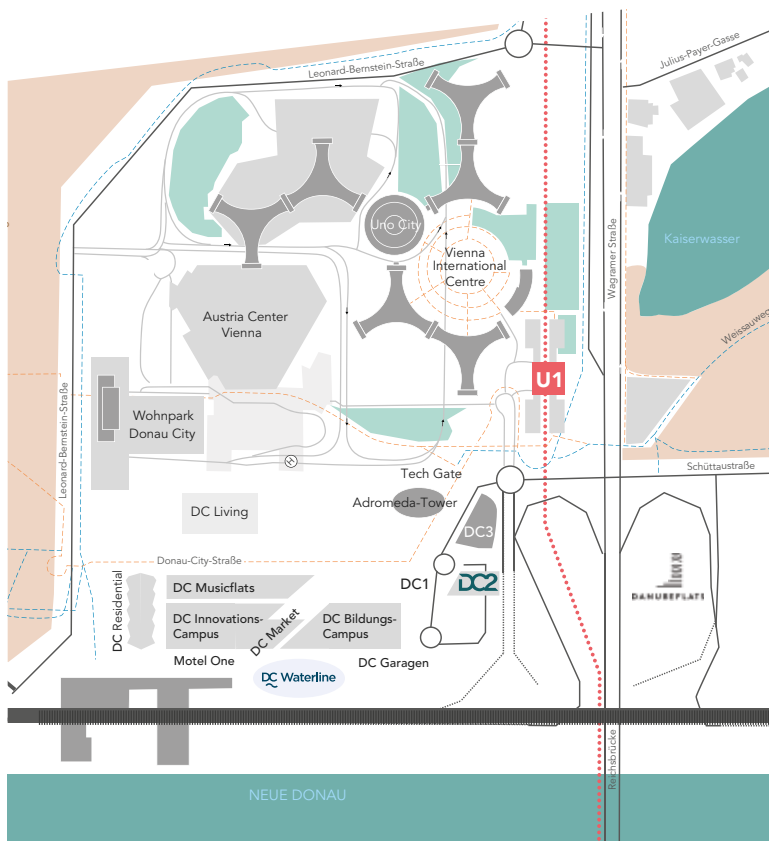 Julius-Payer-Gasse
Leonard-Bernstein-Straße
Uno City
Kaiserwasser
Wagramer Straße
Vienna
International
Centre
Austria Center
Vienna
Weissauweg
U1
Leonard-Bernstein-Straße
Wohnpark
Donau City
H
Schüttaustraße
Tech Gate
Adromeda-Tower
DC Living
DC3
Donau-City-Straße
DC Residential
DC Musicflats
DC1
DC2
DANUBEFLATS
DC Innovations-
Campus
DC Market
DC Bildungs-
Campus
Motel One
DC Garagen
DC Waterline
Reichsbrücke
NEUE DONAU